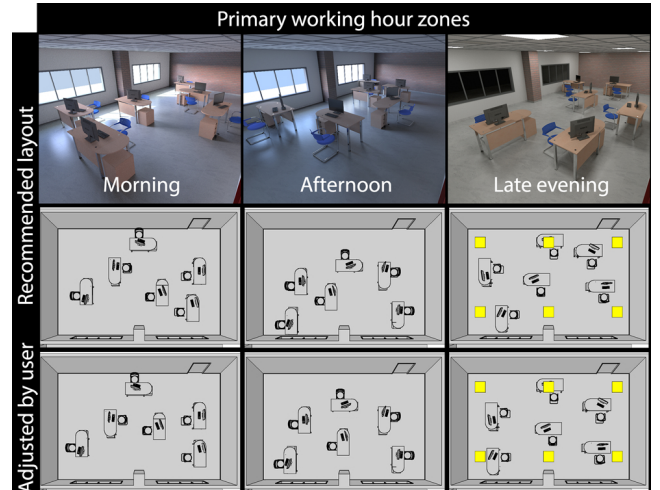 Primary working hour zones
Recommended layout
Morning
Afternoon
Late evening
Adjusted by user